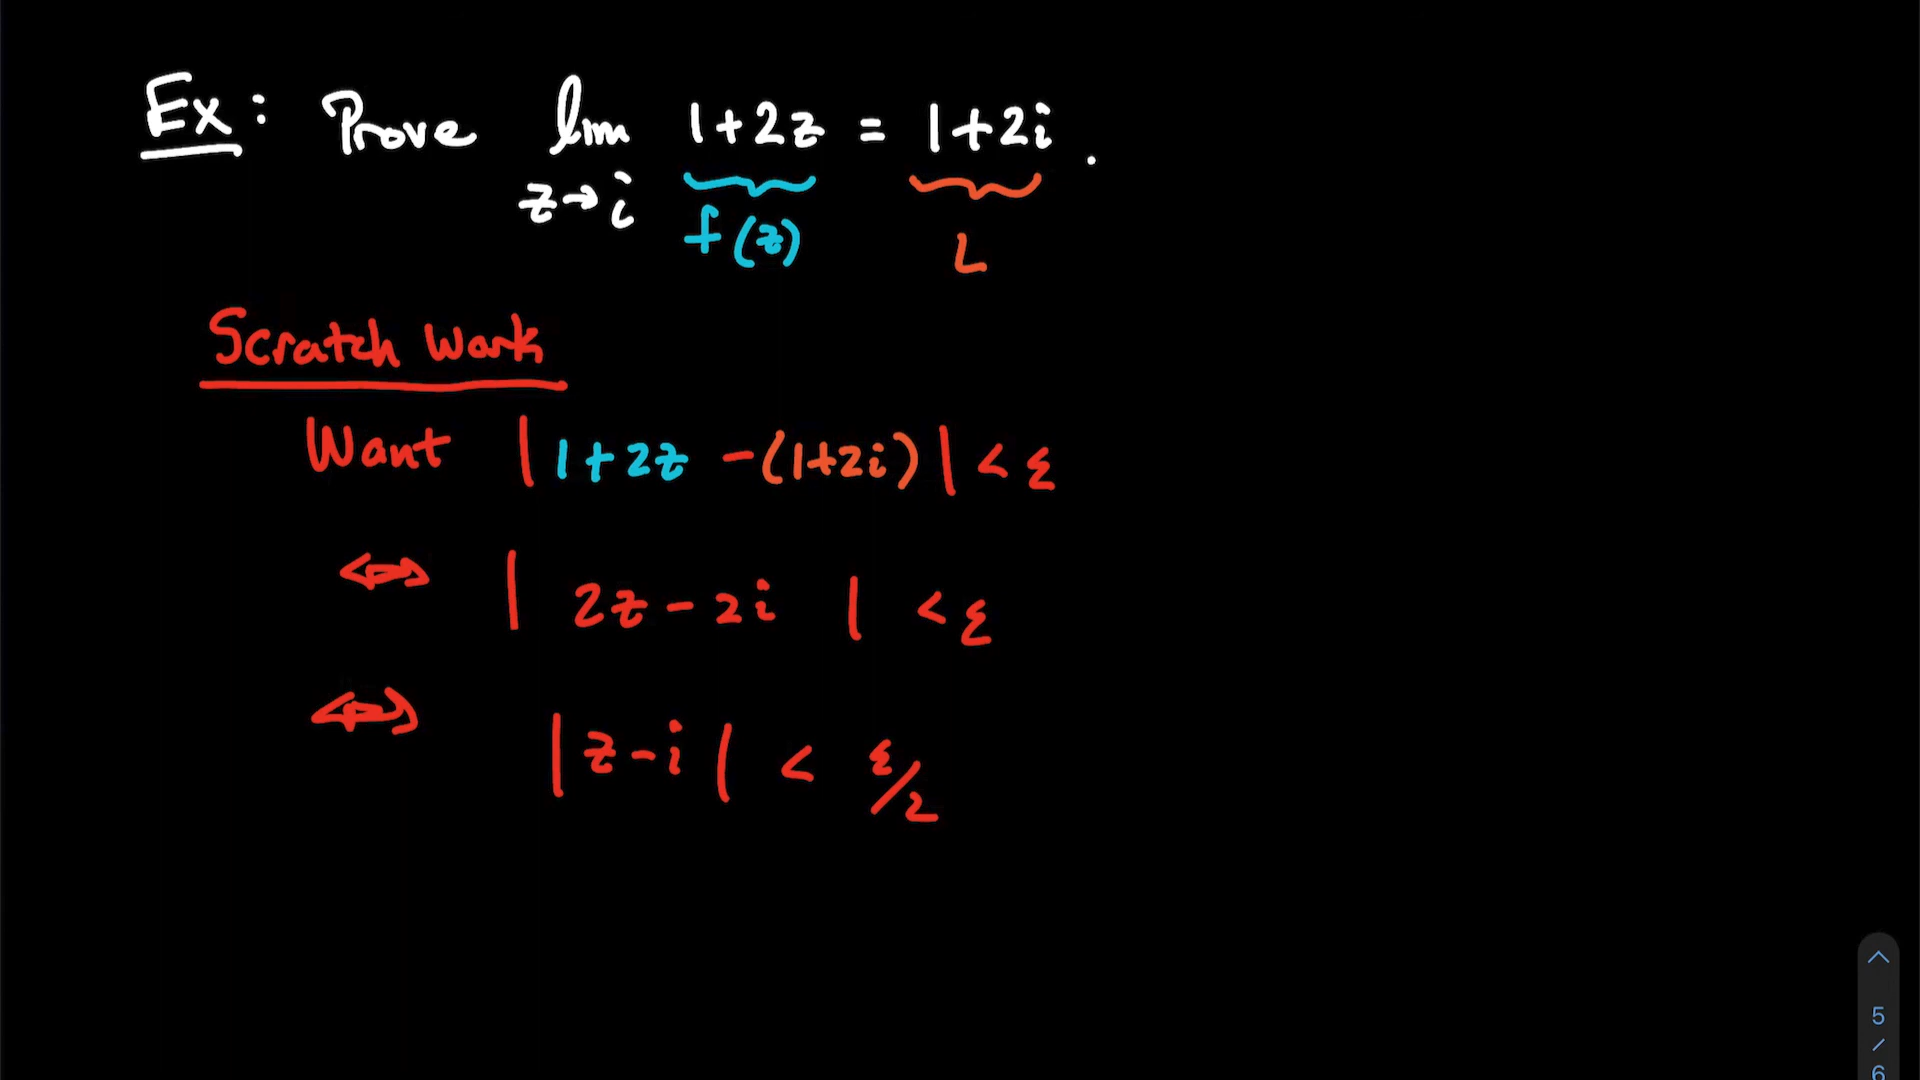 Ex: Prove lim 1+2z = 1+2i.
z→i
f(z) L
Scratch Work
Want |1+2z -(1+2i)| < ε
⟺ | 2z-2i | < ε
⟺ |z-i| < ε/2
5
/
6